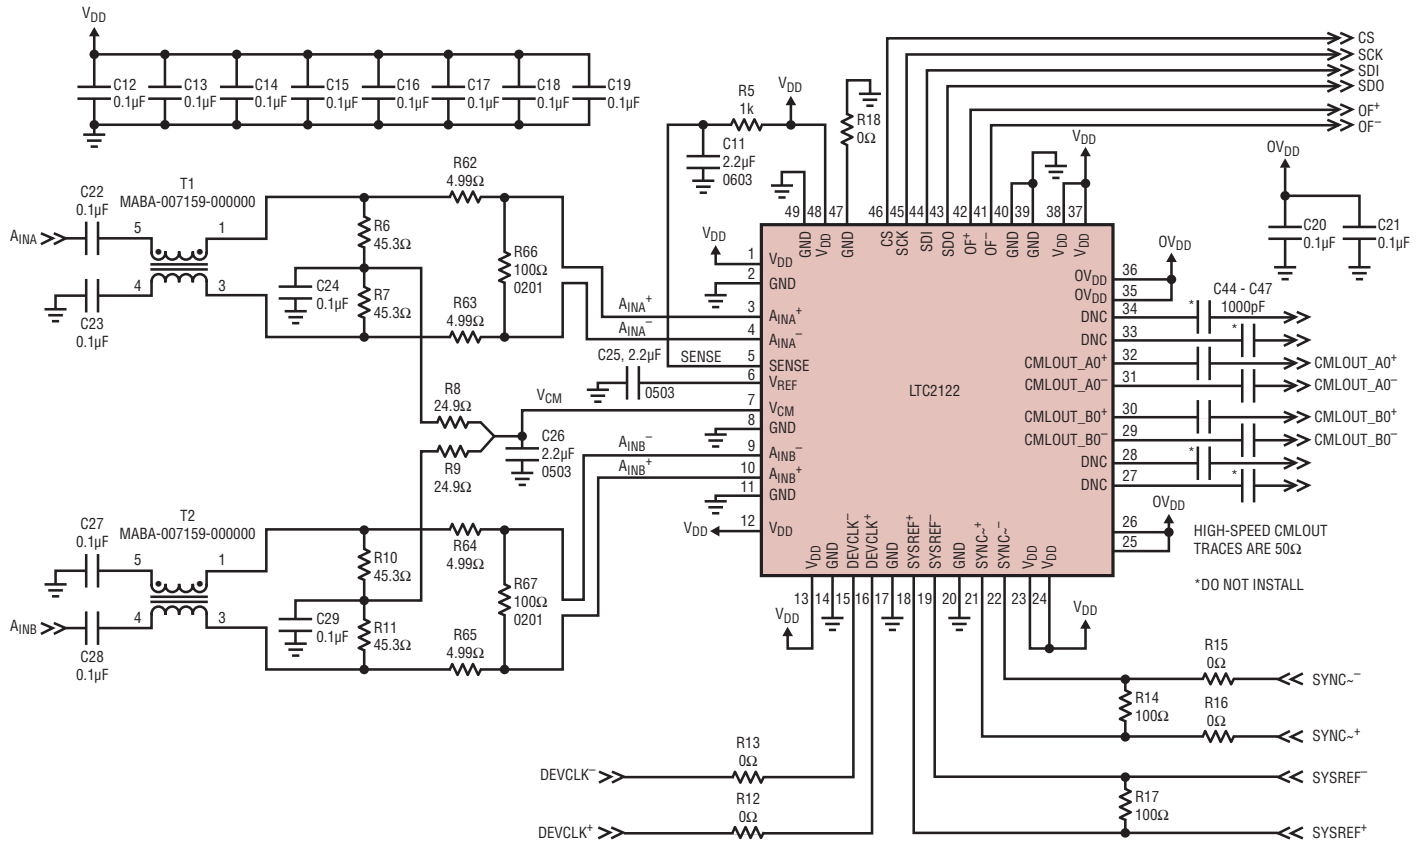 VDD
C12
0.1µF
C13
0.1µF
C14
0.1µF
C15
0.1µF
C16
0.1µF
C17
0.1µF
C18
0.1µF
C19
0.1µF
T1
MABA-007159-000000
C22
0.1µF
AINA
5
1
4
3
C23
0.1µF
R62
4.99Ω
R6
45.3Ω
R66
100Ω
0201
C24
0.1µF
R7
45.3Ω
R63
4.99Ω
R5
1k
VDD
C11
2.2µF
0603
R18
0Ω
AINA+
AINA–
C25, 2.2µF
SENSE
0503
R8
24.9Ω
VCM
C26
2.2µF
0503
R9
24.9Ω
AINB–
AINB+
T2
MABA-007159-000000
C27
0.1µF
5
1
4
3
AINB
C28
0.1µF
R64
4.99Ω
R10
45.3Ω
R67
100Ω
0201
C29
0.1µF
R11
45.3Ω
R65
4.99Ω
CS
SCK
SDI
SDO
OF+
OF–
VDD
49 48 47 46 45 44 43 42 41 40 39 38 37
GND VDD GND CS SCK SDI SDO OF+ OF– GND GND VDD VDD
VDD
1 VDD
2 GND
3 AINA+
4 AINA–
5 SENSE
6 VREF
7 VCM
8 GND
9 AINB–
10 AINB+
11 GND
VDD 12 VDD
LTC2122
OVDD 36
OVDD 35
DNC 34
DNC 33
CMLOUT_A0+ 32
CMLOUT_A0– 31
CMLOUT_B0+ 30
CMLOUT_B0– 29
DNC 28
DNC 27
26
25
VDD GND DEVCLK– DEVCLK+ GND SYSREF+ SYSREF– GND SYNC~+ SYNC~– VDD VDD
13 14 15 16 17 18 19 20 21 22 23 24
VDD
VDD
OVDD
C20
0.1µF
C21
0.1µF
OVDD
C44 - C47
1000pF
*
*
CMLOUT_A0+
CMLOUT_A0–
CMLOUT_B0+
CMLOUT_B0–
*
*
OVDD
HIGH-SPEED CMLOUT
TRACES ARE 50Ω
*DO NOT INSTALL
R15
0Ω
SYNC~–
R14
100Ω
R16
0Ω
SYNC~+
R13
0Ω
DEVCLK–
R12
0Ω
DEVCLK+
SYSREF–
R17
100Ω
SYSREF+